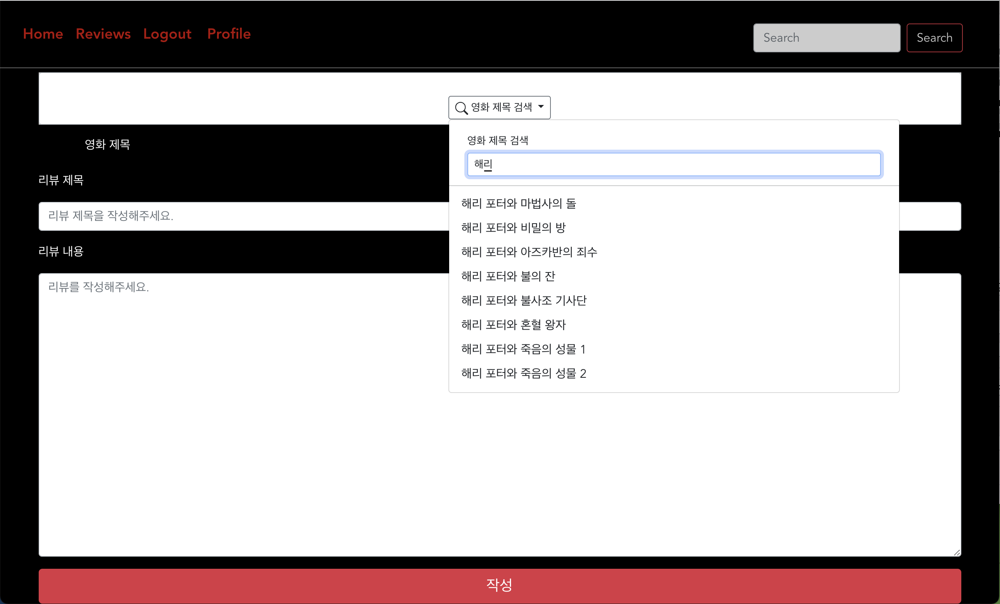 Home Reviews Logout Profile Search Search
영화 제목 검색
영화 제목 검색
해리
해리 포터와 마법사의 돌
해리 포터와 비밀의 방
해리 포터와 아즈카반의 죄수
해리 포터와 불의 잔
해리 포터와 불사조 기사단
해리 포터와 혼혈 왕자
해리 포터와 죽음의 성물 1
해리 포터와 죽음의 성물 2
영화 제목
리뷰 제목
리뷰 제목을 작성해주세요.
리뷰 내용
리뷰를 작성해주세요.
작성